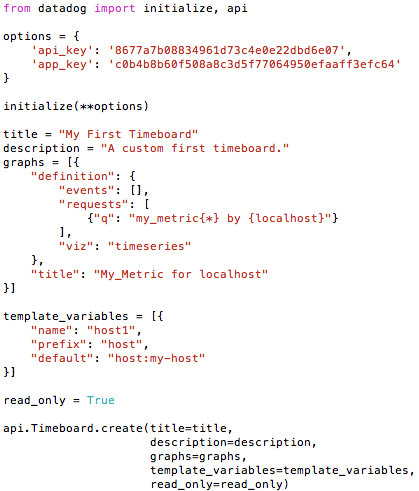 from datadog import initialize, api
options = {
    'api_key': '8677a7b08834961d73c4e0e22dbd6e07',
    'app_key': 'c0b4b8b60f508a8c3d5f77064950efaaff3efc64'
}
initialize(**options)
title = "My First Timeboard"
description = "A custom first timeboard."
graphs = [{
    "definition": {
        "events": [],
        "requests": [
            {"q": "my_metric{*} by {localhost}"}
        ],
        "viz": "timeseries"
    },
    "title": "My_Metric for localhost"
}]
template_variables = [{
    "name": "host1",
    "prefix": "host",
    "default": "host:my-host"
}]
read_only = True
api.Timeboard.create(title=title,
                     description=description,
                     graphs=graphs,
                     template_variables=template_variables,
                     read_only=read_only)